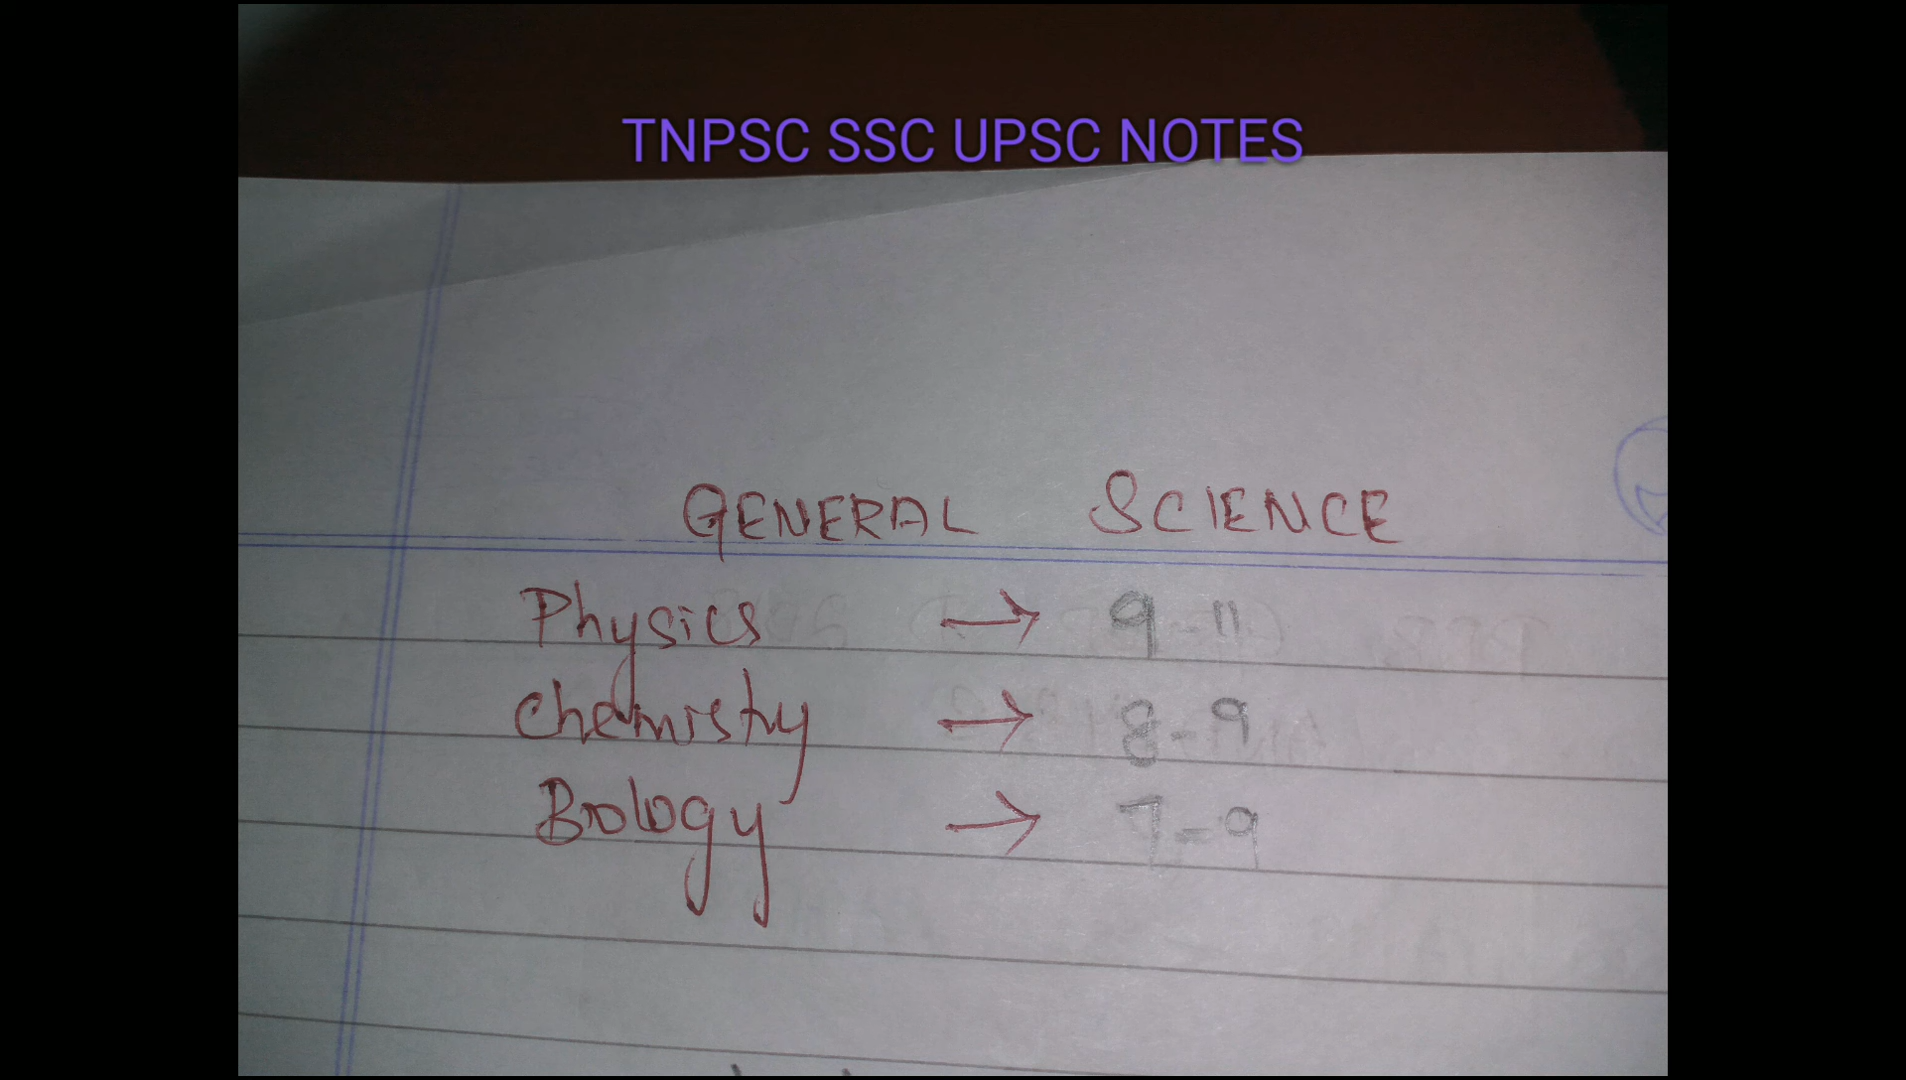 TNPSC SSC UPSC NOTES
GENERAL SCIENCE
Physics → 9-11
Chemistry → 8-9
Biology → 7-9